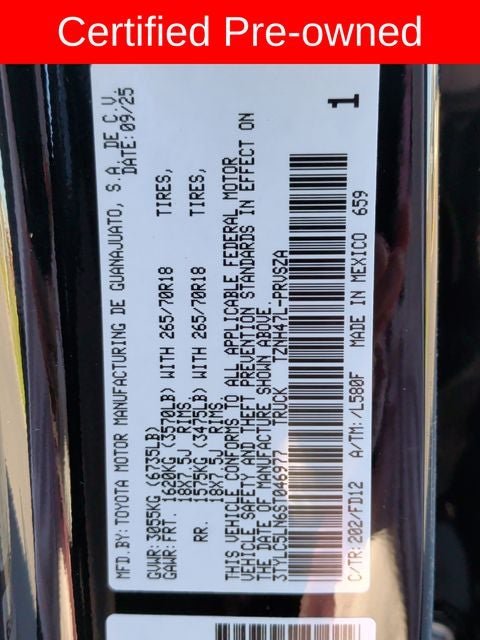 Certified Pre-owned
MFD.BY: TOYOTA MOTOR MANUFACTURING DE GUANAJUATO, S.A. DE C.V.
DATE: 09/25
GVWR: 3055KG (6735LB)
GAWR: FRT. 1620KG (3570LB) WITH 265/70R18 TIRES,
18X7.5J RIMS
RR. 1575KG (3475LB) WITH 265/70R18 TIRES,
18X7.5J RIMS
THIS VEHICLE CONFORMS TO ALL APPLICABLE FEDERAL MOTOR
VEHICLE SAFETY AND THEFT PREVENTION STANDARDS IN EFFECT ON
THE DATE OF MANUFACTURE SHOWN ABOVE.
3TYLC5LN6ST046977 TRUCK TZNH47L-PRVSZA
1
C/TR: 202/FD12 A/TM: /L580F MADE IN MEXICO 659